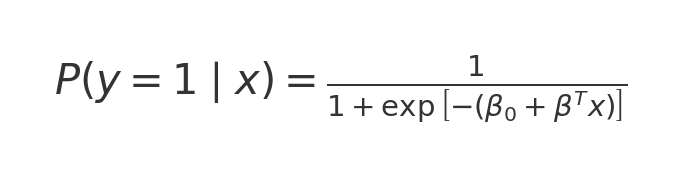 P(y = 1 | x) = 1 / (1 + exp [−(β₀ + βᵀx)])